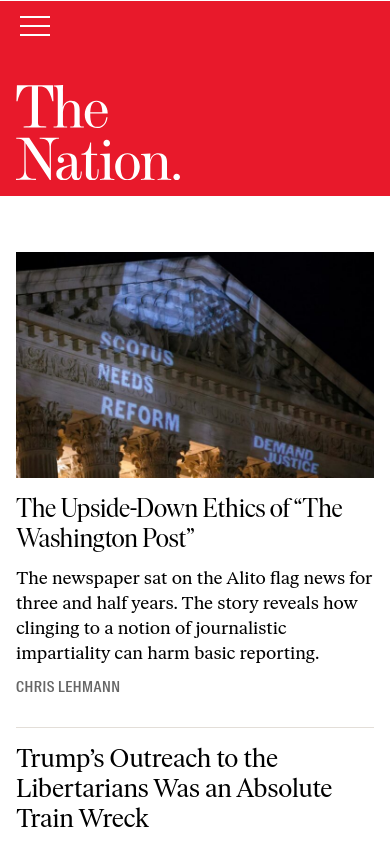 The
Nation.
SCOTUS
NEEDS
REFORM
DEMAND
JUSTICE
The Upside-Down Ethics of “The
Washington Post”
The newspaper sat on the Alito flag news for
three and half years. The story reveals how
clinging to a notion of journalistic
impartiality can harm basic reporting.
CHRIS LEHMANN
Trump’s Outreach to the
Libertarians Was an Absolute
Train Wreck